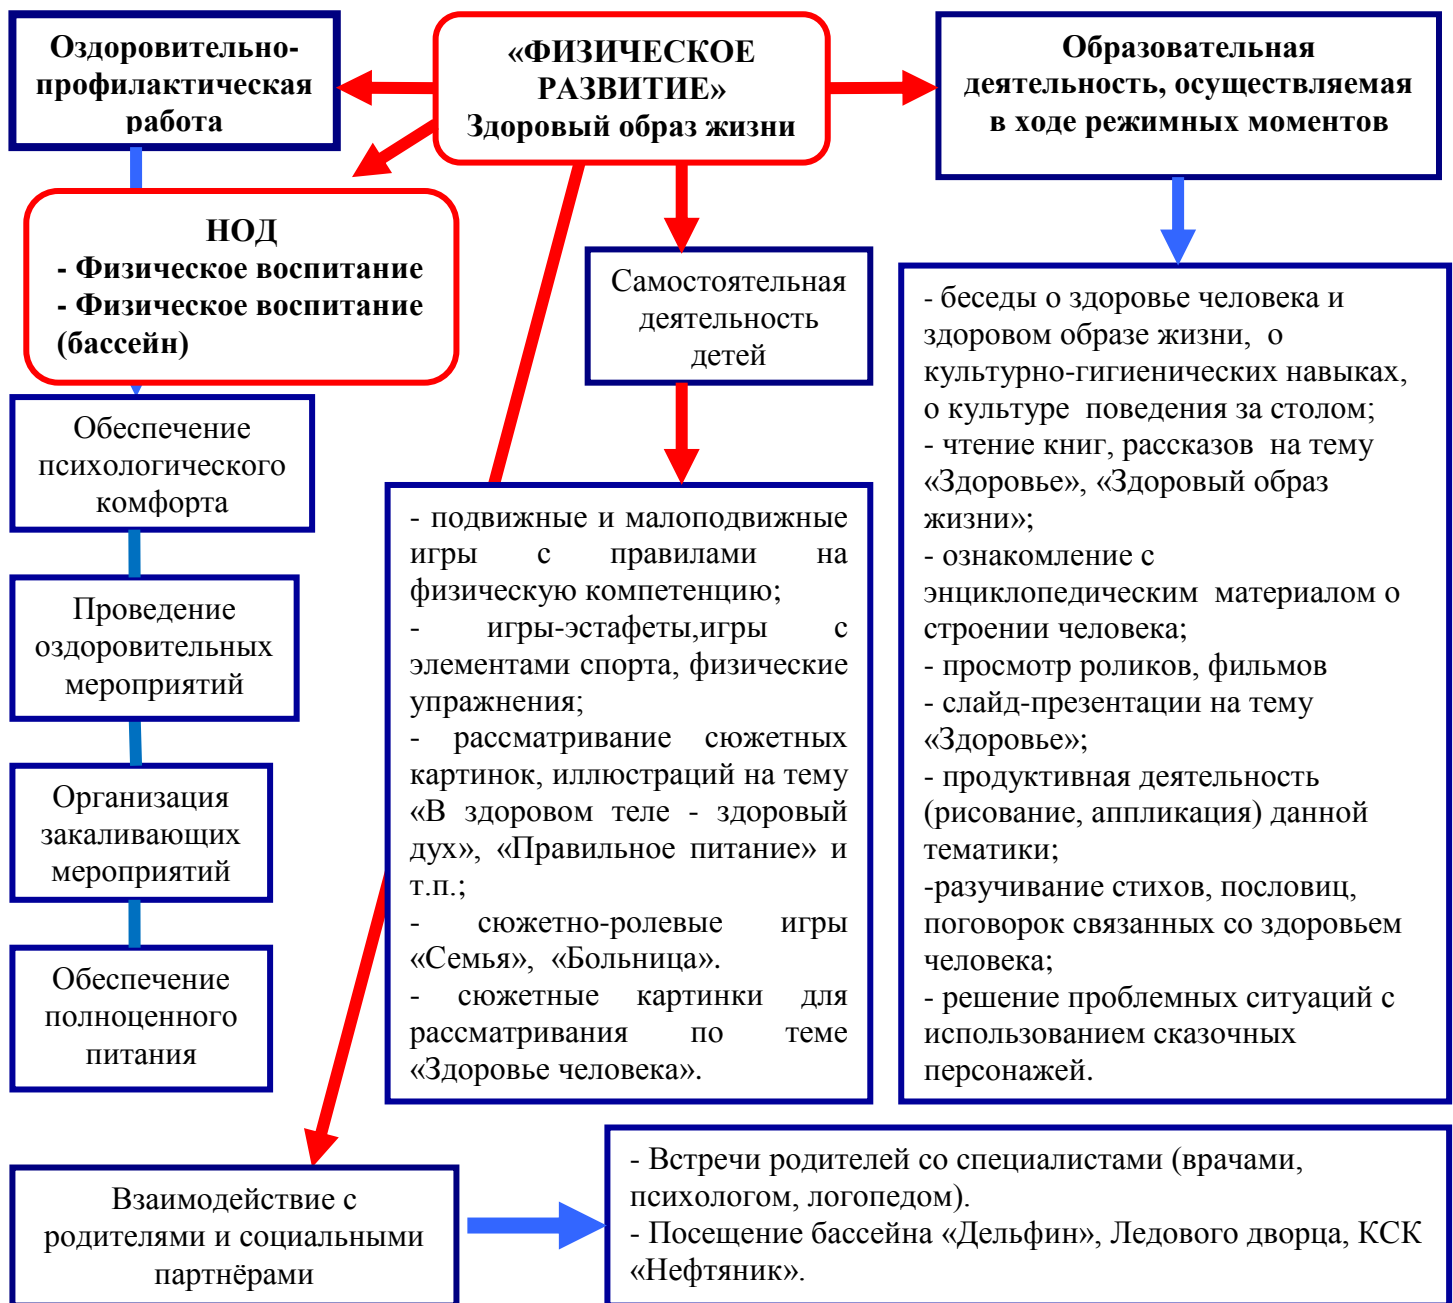 Оздоровительно-
профилактическая
работа
«ФИЗИЧЕСКОЕ
РАЗВИТИЕ»
Здоровый образ жизни
Образовательная
деятельность, осуществляемая
в ходе режимных моментов
НОД
- Физическое воспитание
- Физическое воспитание
(бассейн)
Самостоятельная
деятельность
детей
Обеспечение
психологического
комфорта
Проведение
оздоровительных
мероприятий
Организация
закаливающих
мероприятий
Обеспечение
полноценного
питания
- подвижные и малоподвижные
игры с правилами на
физическую компетенцию;
- игры-эстафеты,игры с
элементами спорта, физические
упражнения;
- рассматривание сюжетных
картинок, иллюстраций на тему
«В здоровом теле - здоровый
дух», «Правильное питание» и
т.п.;
- сюжетно-ролевые игры
«Семья», «Больница».
- сюжетные картинки для
рассматривания по теме
«Здоровье человека».
- беседы о здоровье человека и
здоровом образе жизни, о
культурно-гигиенических навыках,
о культуре поведения за столом;
- чтение книг, рассказов на тему
«Здоровье», «Здоровый образ
жизни»;
- ознакомление с
энциклопедическим материалом о
строении человека;
- просмотр роликов, фильмов
- слайд-презентации на тему
«Здоровье»;
- продуктивная деятельность
(рисование, аппликация) данной
тематики;
-разучивание стихов, пословиц,
поговорок связанных со здоровьем
человека;
- решение проблемных ситуаций с
использованием сказочных
персонажей.
Взаимодействие с
родителями и социальными
партнёрами
- Встречи родителей со специалистами (врачами,
психологом, логопедом).
- Посещение бассейна «Дельфин», Ледового дворца, КСК
«Нефтяник».